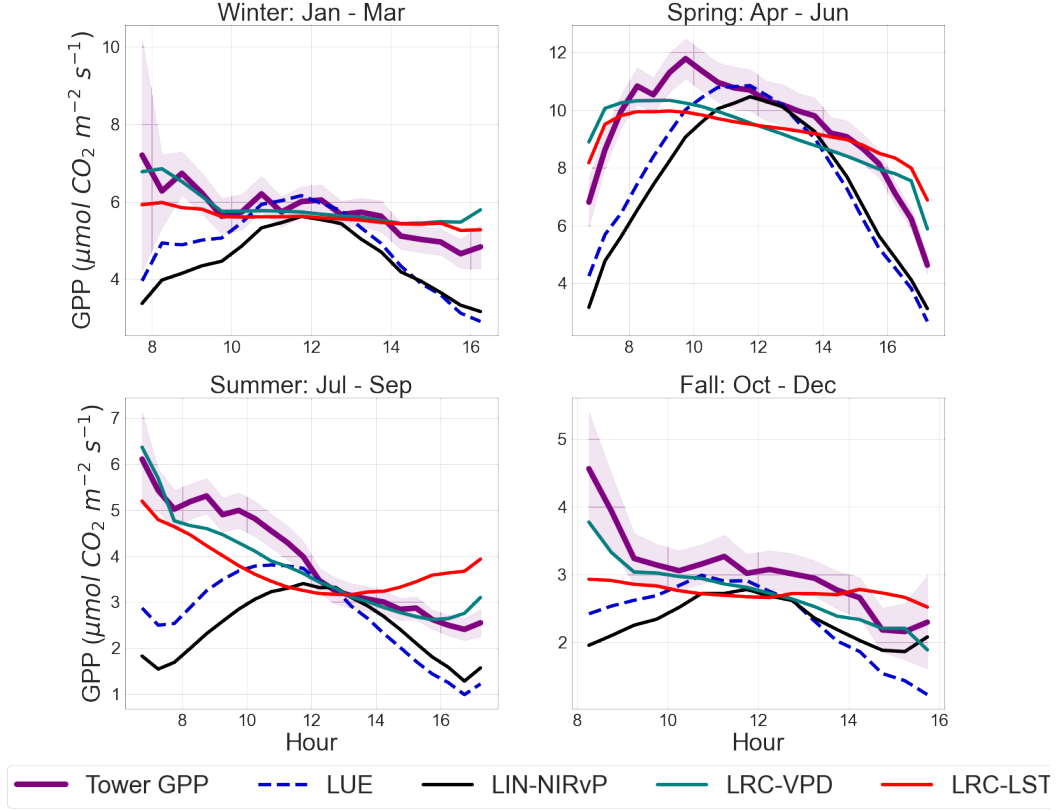 Winter: Jan - Mar
Spring: Apr - Jun
GPP (μmol CO₂ m⁻² s⁻¹)
10
8
6
4
8 10 12 14 16
12
10
8
6
4
8 10 12 14 16
Summer: Jul - Sep
Fall: Oct - Dec
GPP (μmol CO₂ m⁻² s⁻¹)
7
6
5
4
3
2
1
8 10 12 14 16
Hour
5
4
3
2
8 10 12 14 16
Hour
Tower GPP LUE LIN-NIRvP LRC-VPD LRC-LST